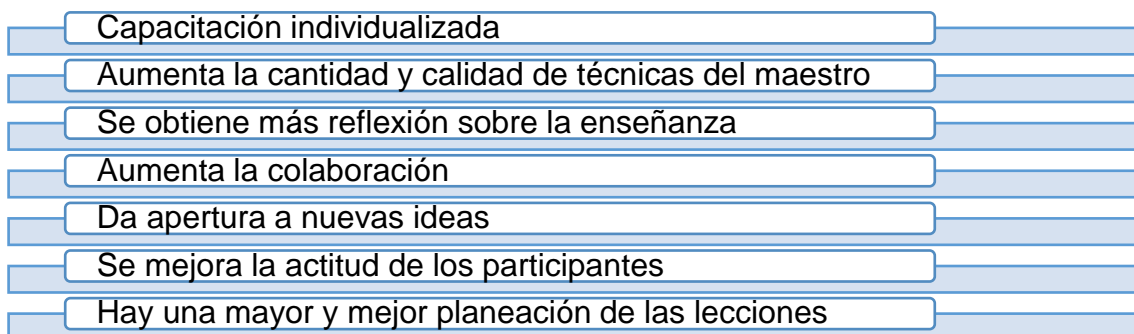 Capacitación individualizada
Aumenta la cantidad y calidad de técnicas del maestro
Se obtiene más reflexión sobre la enseñanza
Aumenta la colaboración
Da apertura a nuevas ideas
Se mejora la actitud de los participantes
Hay una mayor y mejor planeación de las lecciones